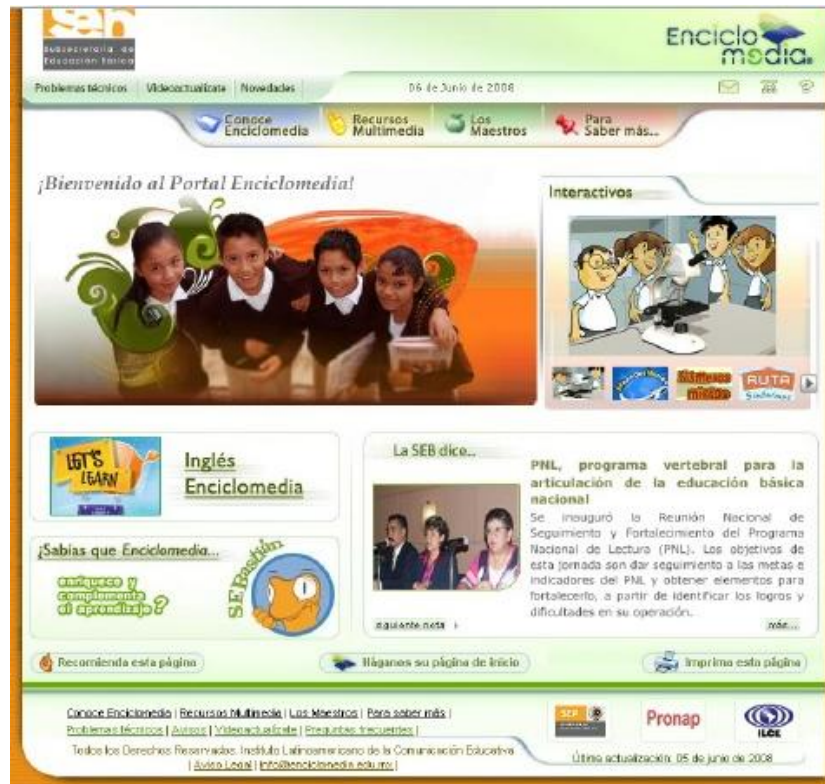 Subsecretaría de
Educación Básica
Enciclo
media
Problemas técnicos
Videoactualízate
Novedades
06 de Junio de 2008
Conoce
Enciclomedia
Recursos
Multimedia
Los
Maestros
Para
Saber más...
¡Bienvenido al Portal Enciclomedia!
Interactivos
RUTA
LET'S
LEARN
Inglés
Enciclomedia
¿Sabías que Enciclomedia...
enriquece y
complementa
el aprendizaje?
SEBastián
La SEB dice...
PNL, programa vertebral para la
articulación de la educación básica
nacional
Se inauguró la Reunión Nacional de
Seguimiento y Fortalecimiento del Programa
Nacional de Lectura (PNL). Los objetivos de
esta jornada son dar seguimiento a las metas e
indicadores del PNL y obtener elementos para
fortalecerlo, a partir de identificar los logros y
dificultades en su operación.
siguiente nota
más...
Recomienda esta página
Háganos su página de inicio
Imprima esta página
Conoce Enciclomedia | Recursos Multimedia | Los Maestros | Para saber más |
Problemas técnicos | Avisos | Videoactualízate | Preguntas frecuentes |
Todos los Derechos Reservados. Instituto Latinoamericano de la Comunicación Educativa
| Aviso Legal | info@enciclomedia.edu.mx |
SEP
Pronap
ILCE
Última actualización: 05 de junio de 2008